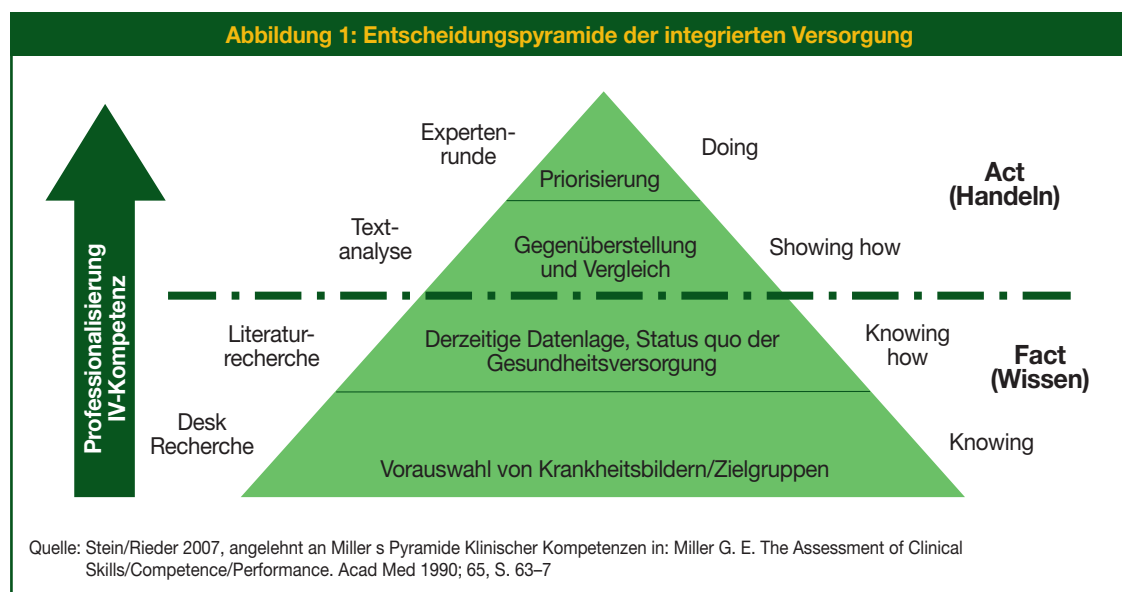 Abbildung 1: Entscheidungspyramide der integrierten Versorgung
Professionalisierung
IV-Kompetenz
Experten-
runde
Priorisierung
Doing
Act
(Handeln)
Text-
analyse
Gegenüberstellung
und Vergleich
Showing how
Literatur-
recherche
Derzeitige Datenlage, Status quo der
Gesundheitsversorgung
Knowing
how
Fact
(Wissen)
Desk
Recherche
Vorauswahl von Krankheitsbildern/Zielgruppen
Knowing
Quelle: Stein/Rieder 2007, angelehnt an Miller s Pyramide Klinischer Kompetenzen in: Miller G. E. The Assessment of Clinical
Skills/Competence/Performance. Acad Med 1990; 65, S. 63–7